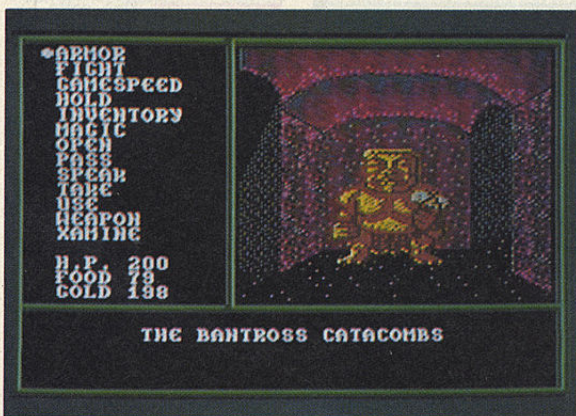 ARMOR
FIGHT
GAMESPEED
HOLD
INVENTORY
MAGIC
OPEN
PASS
SPEAK
TAKE
USE
WEAPON
XAMINE
H.P. 200
FOOD 79
GOLD 198
THE BANTROSS CATACOMBS